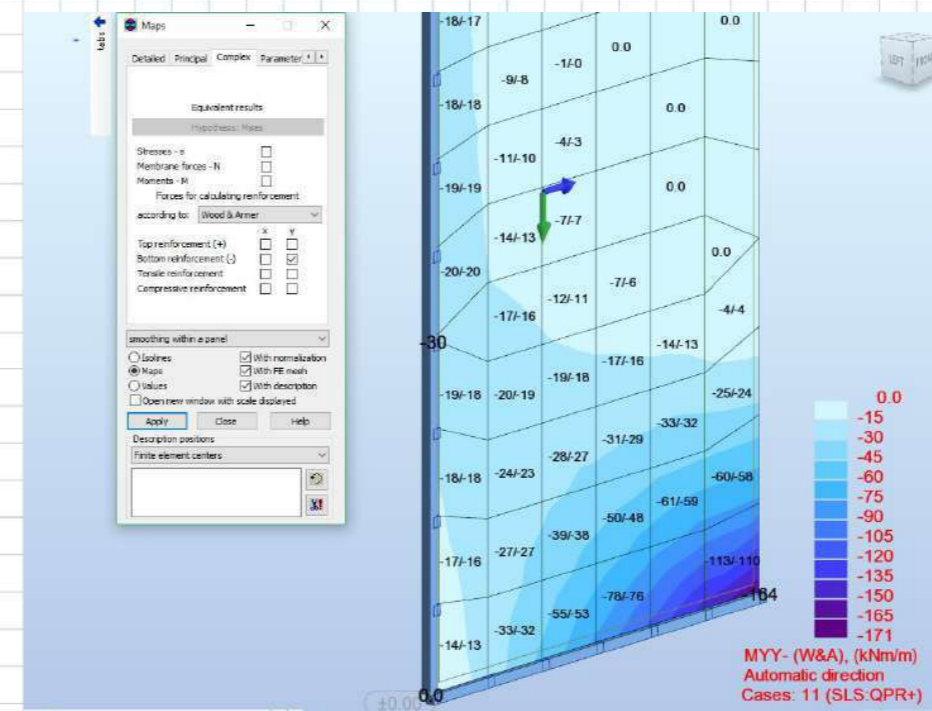 tabs
Maps
Detailed Principal Complex Parameter
Equivalent results
Hypothesis: Mises
Stresses - s
Membrane forces - N
Moments - M
Forces for calculating reinforcement
according to: Wood & Armer
X Y
Top reinforcement (+)
Bottom reinforcement (-)
Tensile reinforcement
Compressive reinforcement
smoothing within a panel
Isolines
With normalization
Maps
With FE mesh
Values
With description
Open new window with scale displayed
Apply Close Help
Description positions
Finite element centers
-18/-17 0.0
-9/-8 -1/-0 0.0
-18/-18 0.0
-11/-10 -4/-3
-19/-19 0.0
-14/-13 -7/-7
-20/-20 0.0
-17/-16 -12/-11 -7/-6
-4/-4
-30 -14/-13
-19/-18 -20/-19 -19/-18 -17/-16
-25/-24
-18/-18 -24/-23 -28/-27 -31/-29 -33/-32
-60/-58
-17/-16 -27/-27 -39/-38 -50/-48 -61/-59
-113/-110
-14/-13 -33/-32 -55/-53 -78/-76
-164
0.0
±0.00
LEFT
0.0
-15
-30
-45
-60
-75
-90
-105
-120
-135
-150
-165
-171
MYY- (W&A), (kNm/m)
Automatic direction
Cases: 11 (SLS:QPR+)